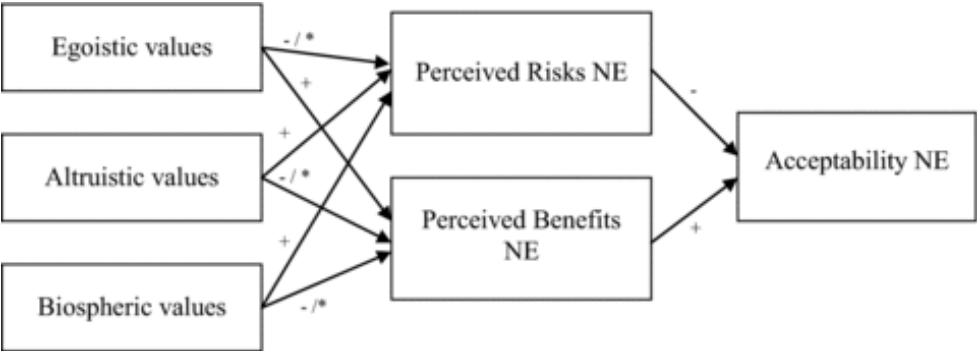 Egoistic values
- / *
+
Perceived Risks NE
-
+
Altruistic values
- / *
Acceptability NE
Perceived Benefits
NE
+
+
Biospheric values
- /*